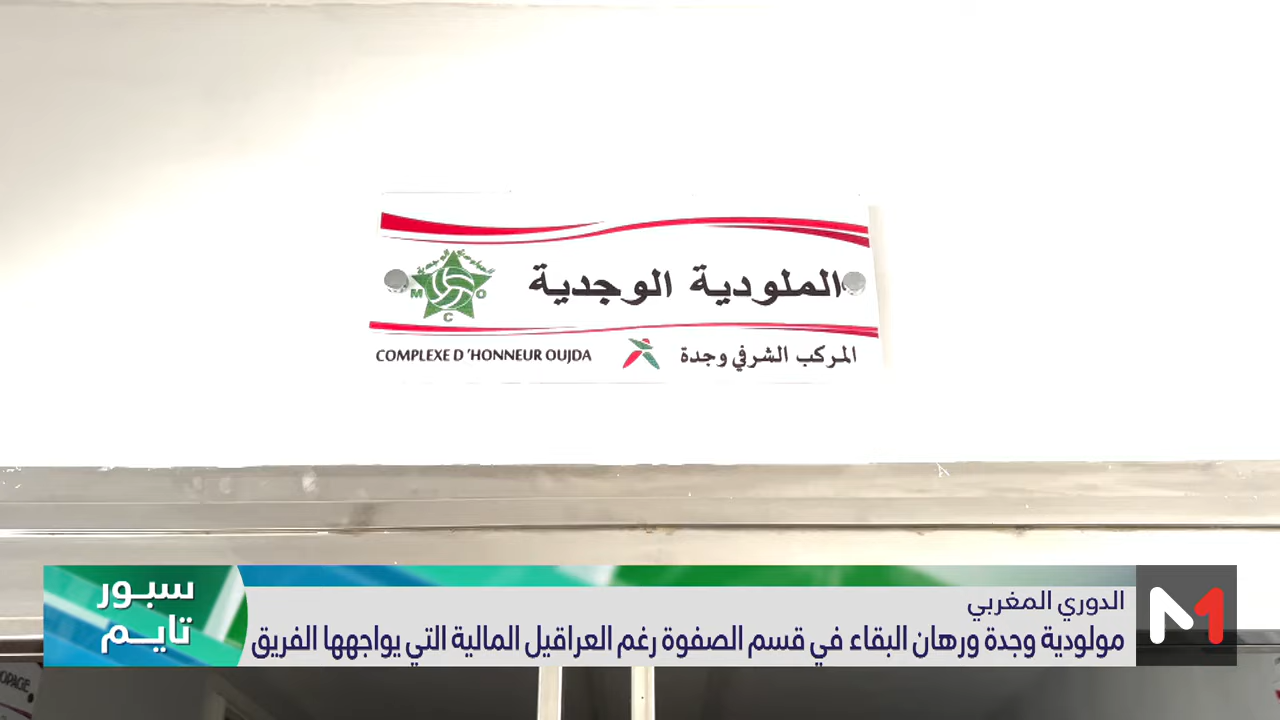 الملودية الوجدية
M C O
COMPLEXE D'HONNEUR OUJDA
المركب الشرفي وجدة
الدوري المغربي
مولودية وجدة ورهان البقاء في قسم الصفوة رغم العراقيل المالية التي يواجهها الفريق
سبور
تايم
M1